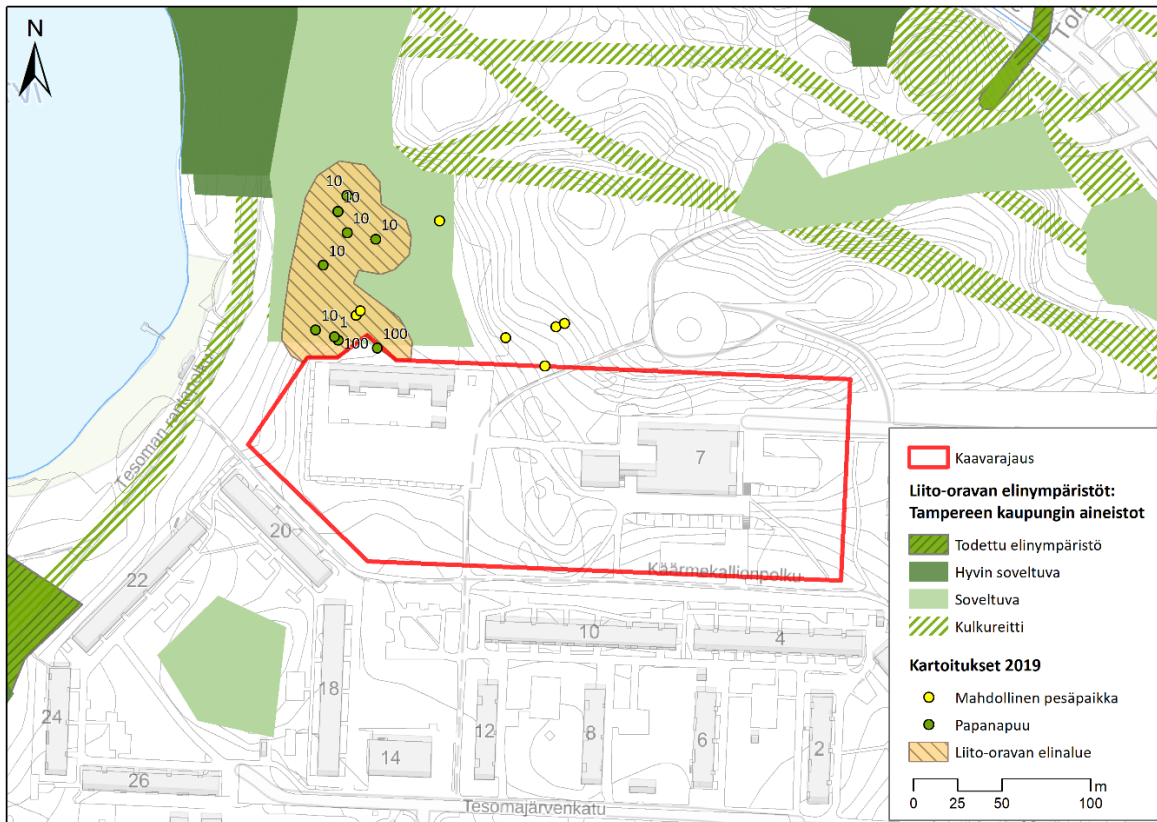 N
10
10
10
10
10
10
1
100
100
Tesoman rantapolku
7
20
Käärmekallionpolku
22
10
4
24
18
12
8
6
2
14
26
Tesomajärvenkatu
Kaavarajaus
Liito-oravan elinympäristöt:
Tampereen kaupungin aineistot
Todettu elinympäristö
Hyvin soveltuva
Soveltuva
Kulkureitti
Kartoitukset 2019
Mahdollinen pesäpaikka
Papanapuu
Liito-oravan elinalue
m
0 25 50 100